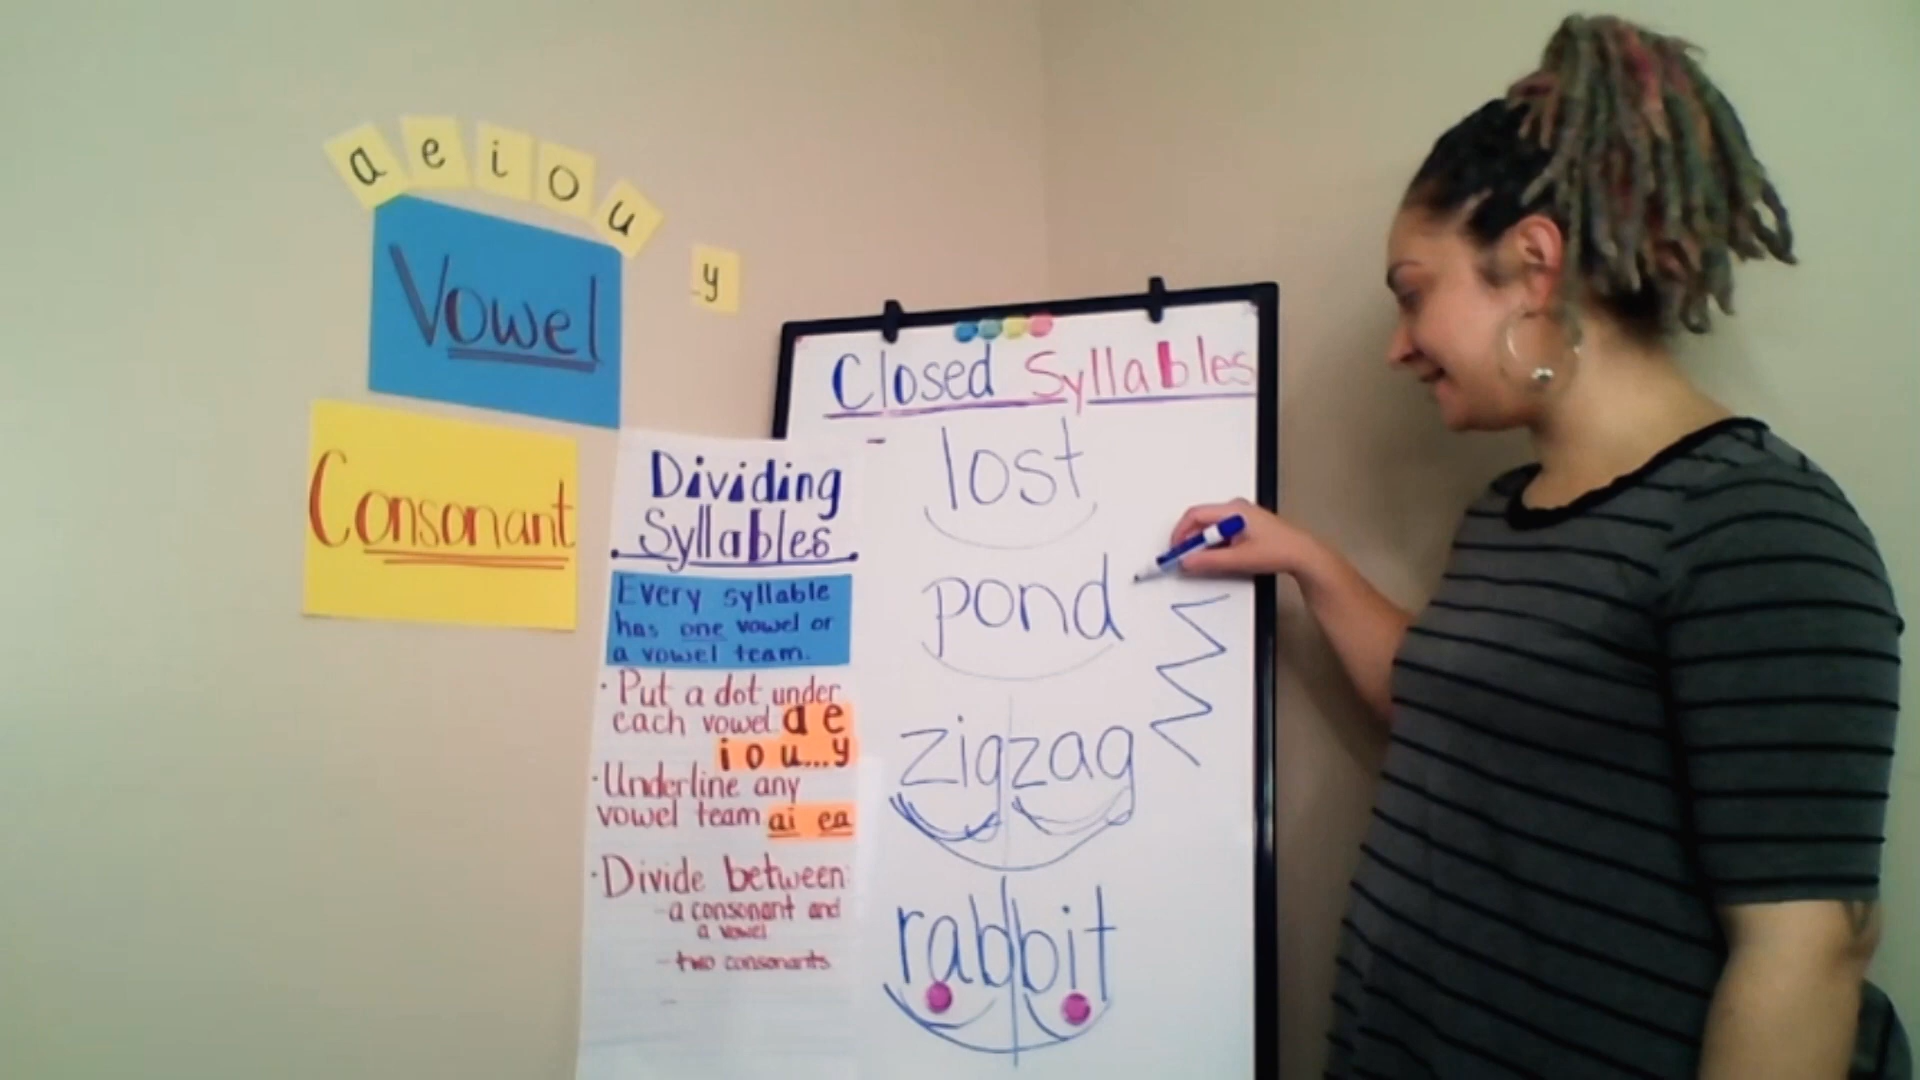 a e i o u
y
Vowel
Consonant
Dividing
Syllables
Every syllable
has one vowel or
a vowel team.
· Put a dot under
each vowel a e
i o u...y
· Underline any
vowel team ai ea
· Divide between:
- a consonant and
a vowel
- two consonants
Closed Syllables
lost
pond
zigzag
rabbit